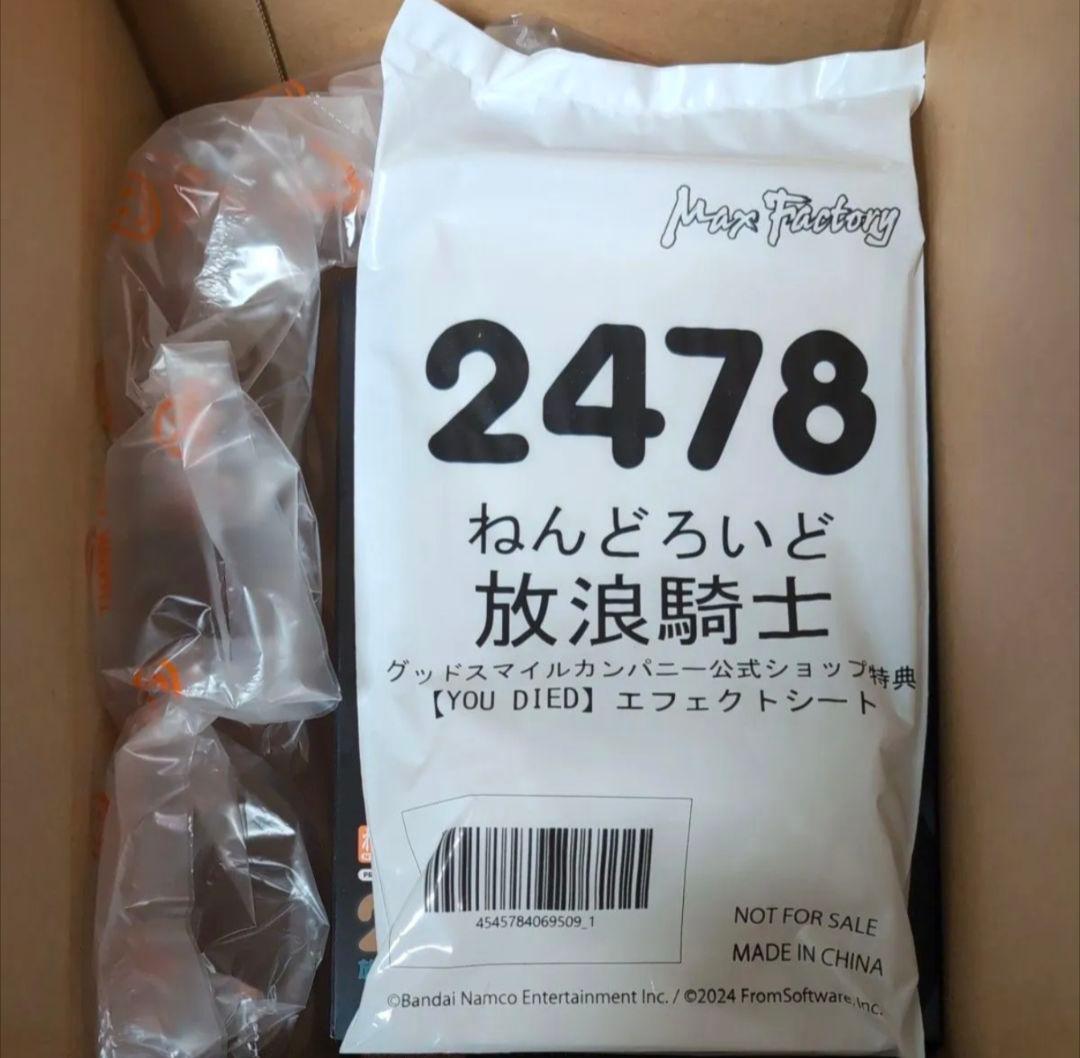 Max Factory
2478
ねんどろいど
放浪騎士
グッドスマイルカンパニー公式ショップ特典
【YOU DIED】エフェクトシート
4545784069509_1
NOT FOR SALE
MADE IN CHINA
©Bandai Namco Entertainment Inc. / ©2024 FromSoftware, Inc.